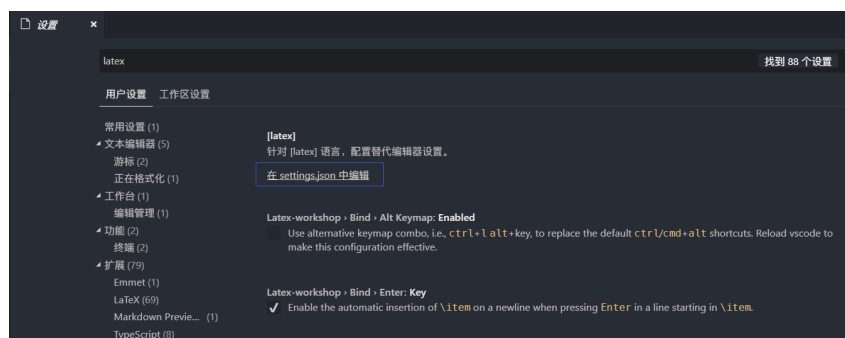 设置 ×
latex 找到 88 个设置
用户设置 工作区设置
常用设置 (1)
文本编辑器 (5)
游标 (2)
正在格式化 (1)
工作台 (1)
编辑管理 (1)
功能 (2)
终端 (2)
扩展 (79)
Emmet (1)
LaTeX (69)
Markdown Previe... (1)
TypeScript (8)
[latex]
针对 [latex] 语言，配置替代编辑器设置。
在 settings.json 中编辑
Latex-workshop › Bind › Alt Keymap: Enabled
Use alternative keymap combo, i.e., ctrl+l alt+key, to replace the default ctrl/cmd+alt shortcuts. Reload vscode to
make this configuration effective.
Latex-workshop › Bind › Enter: Key
Enable the automatic insertion of \item on a newline when pressing Enter in a line starting in \item.